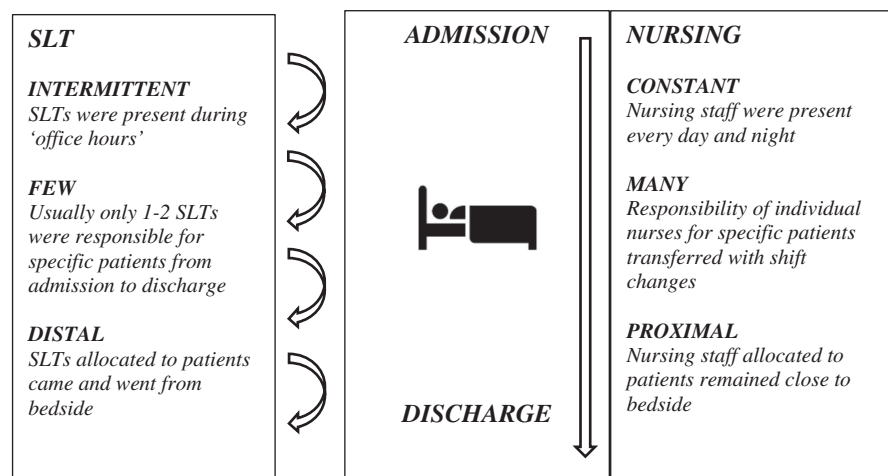 SLT
INTERMITTENT
SLTs were present during
‘office hours’
FEW
Usually only 1-2 SLTs
were responsible for
specific patients from
admission to discharge
DISTAL
SLTs allocated to patients
came and went from
bedside
ADMISSION
DISCHARGE
NURSING
CONSTANT
Nursing staff were present
every day and night
MANY
Responsibility of individual
nurses for specific patients
transferred with shift
changes
PROXIMAL
Nursing staff allocated to
patients remained close to
bedside